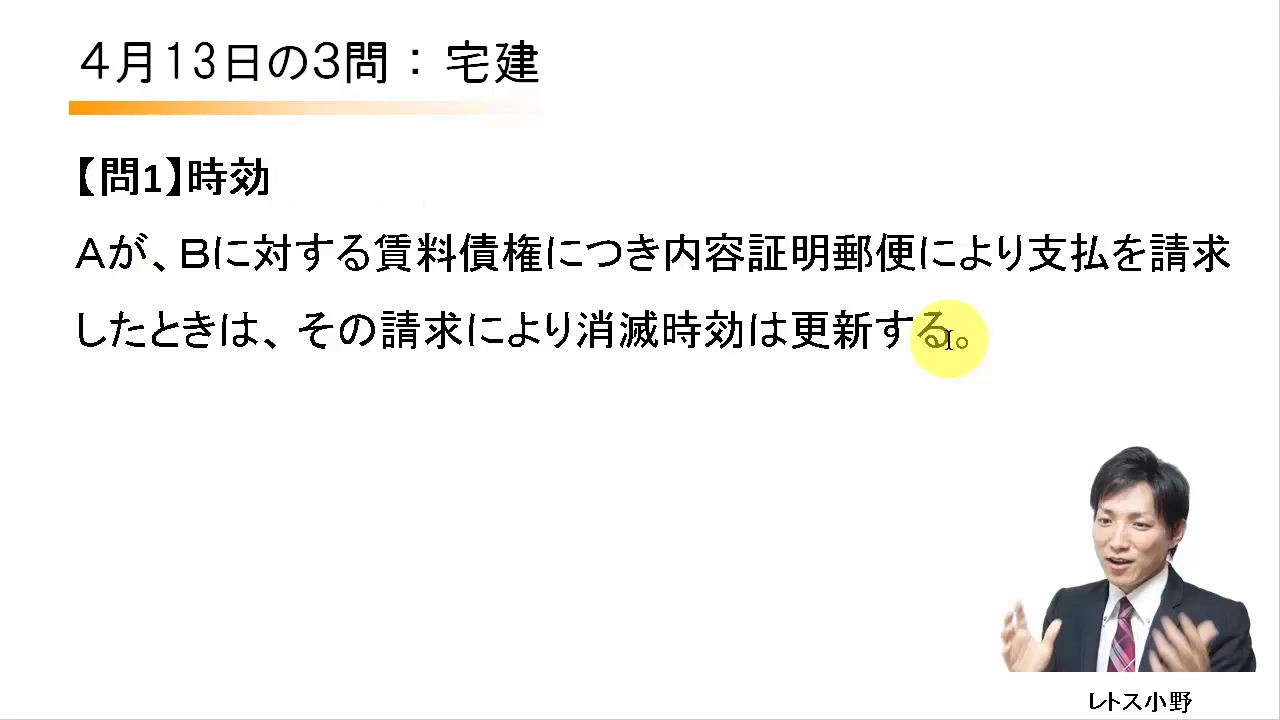 4月13日の3問：宅建
【問1】時効
Ａが、Ｂに対する賃料債権につき内容証明郵便により支払を請求
したときは、その請求により消滅時効は更新する。
レトス小野